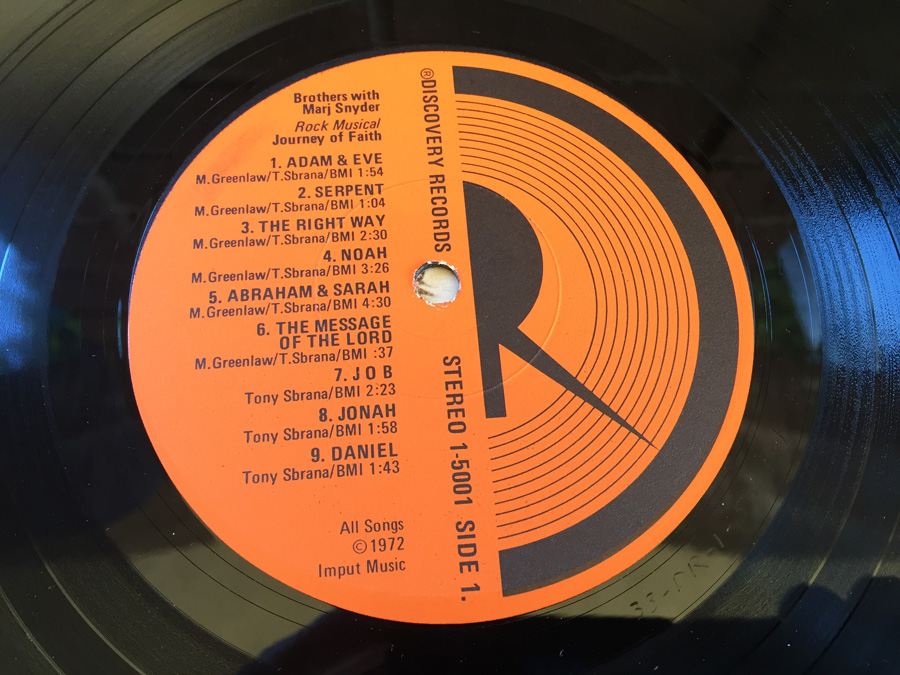 Brothers with
Marj Snyder
Rock Musical
Journey of Faith
1. ADAM & EVE
M.Greenlaw/T.Sbrana/BMI 1:54
2. SERPENT
M.Greenlaw/T.Sbrana/BMI 1:04
3. THE RIGHT WAY
M.Greenlaw/T.Sbrana/BMI 2:30
4. NOAH
M.Greenlaw/T.Sbrana/BMI 3:26
5. ABRAHAM & SARAH
M.Greenlaw/T.Sbrana/BMI 4:30
6. THE MESSAGE
OF THE LORD
M.Greenlaw/T.Sbrana/BMI :37
7. J O B
Tony Sbrana/BMI 2:23
8. JONAH
Tony Sbrana/BMI 1:58
9. DANIEL
Tony Sbrana/BMI 1:43
All Songs
©1972
Imput Music
®DISCOVERY RECORDS
STEREO 1-5001 SIDE 1.